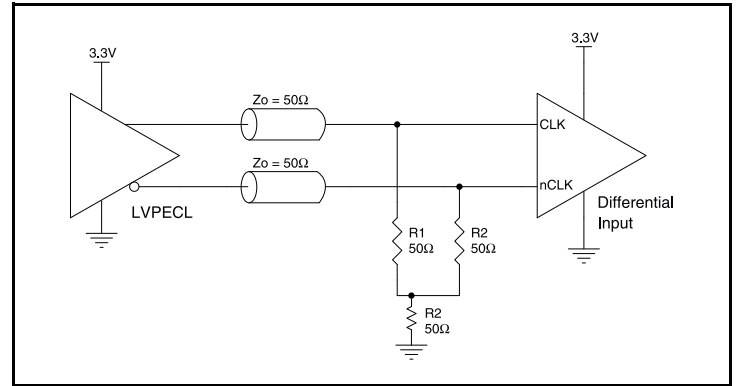 3.3V
3.3V
Zo = 50Ω
CLK
Zo = 50Ω
nCLK
LVPECL
Differential
Input
R1
50Ω
R2
50Ω
R2
50Ω